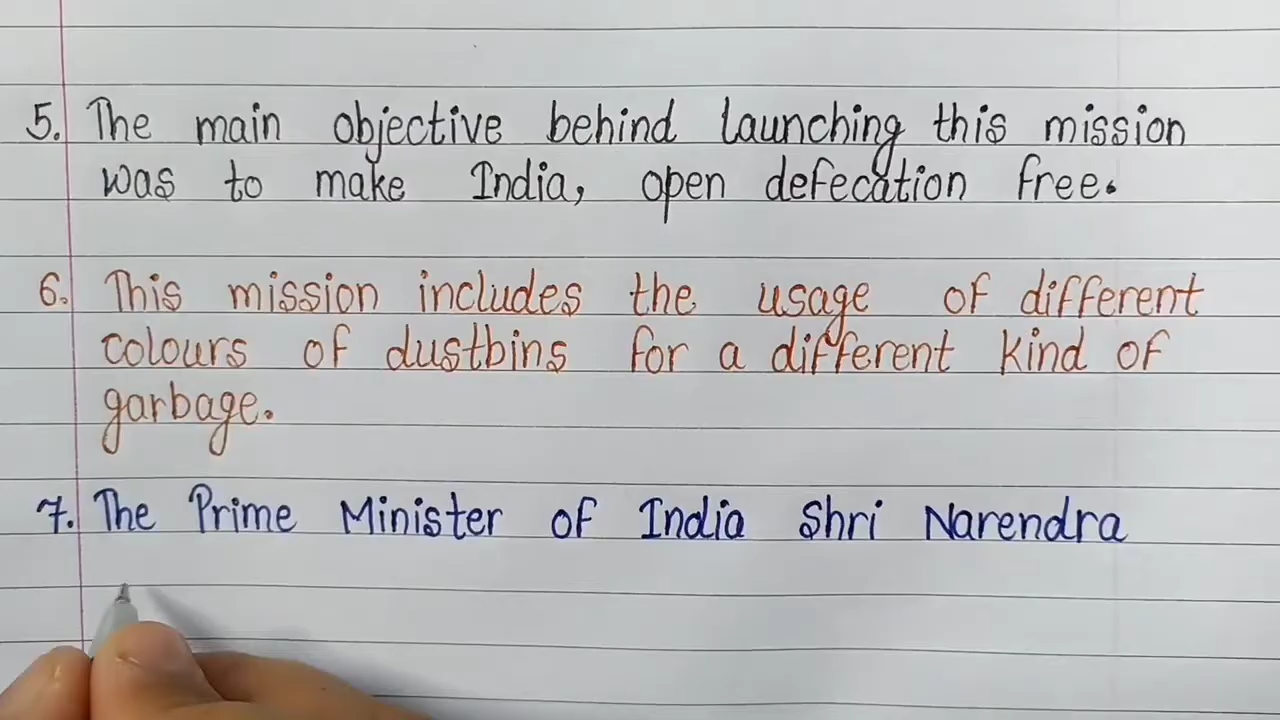 5. The main objective behind launching this mission
was to make India, open defecation free.
6. This mission includes the usage of different
colours of dustbins for a different kind of
garbage.
7. The Prime Minister of India Shri Narendra